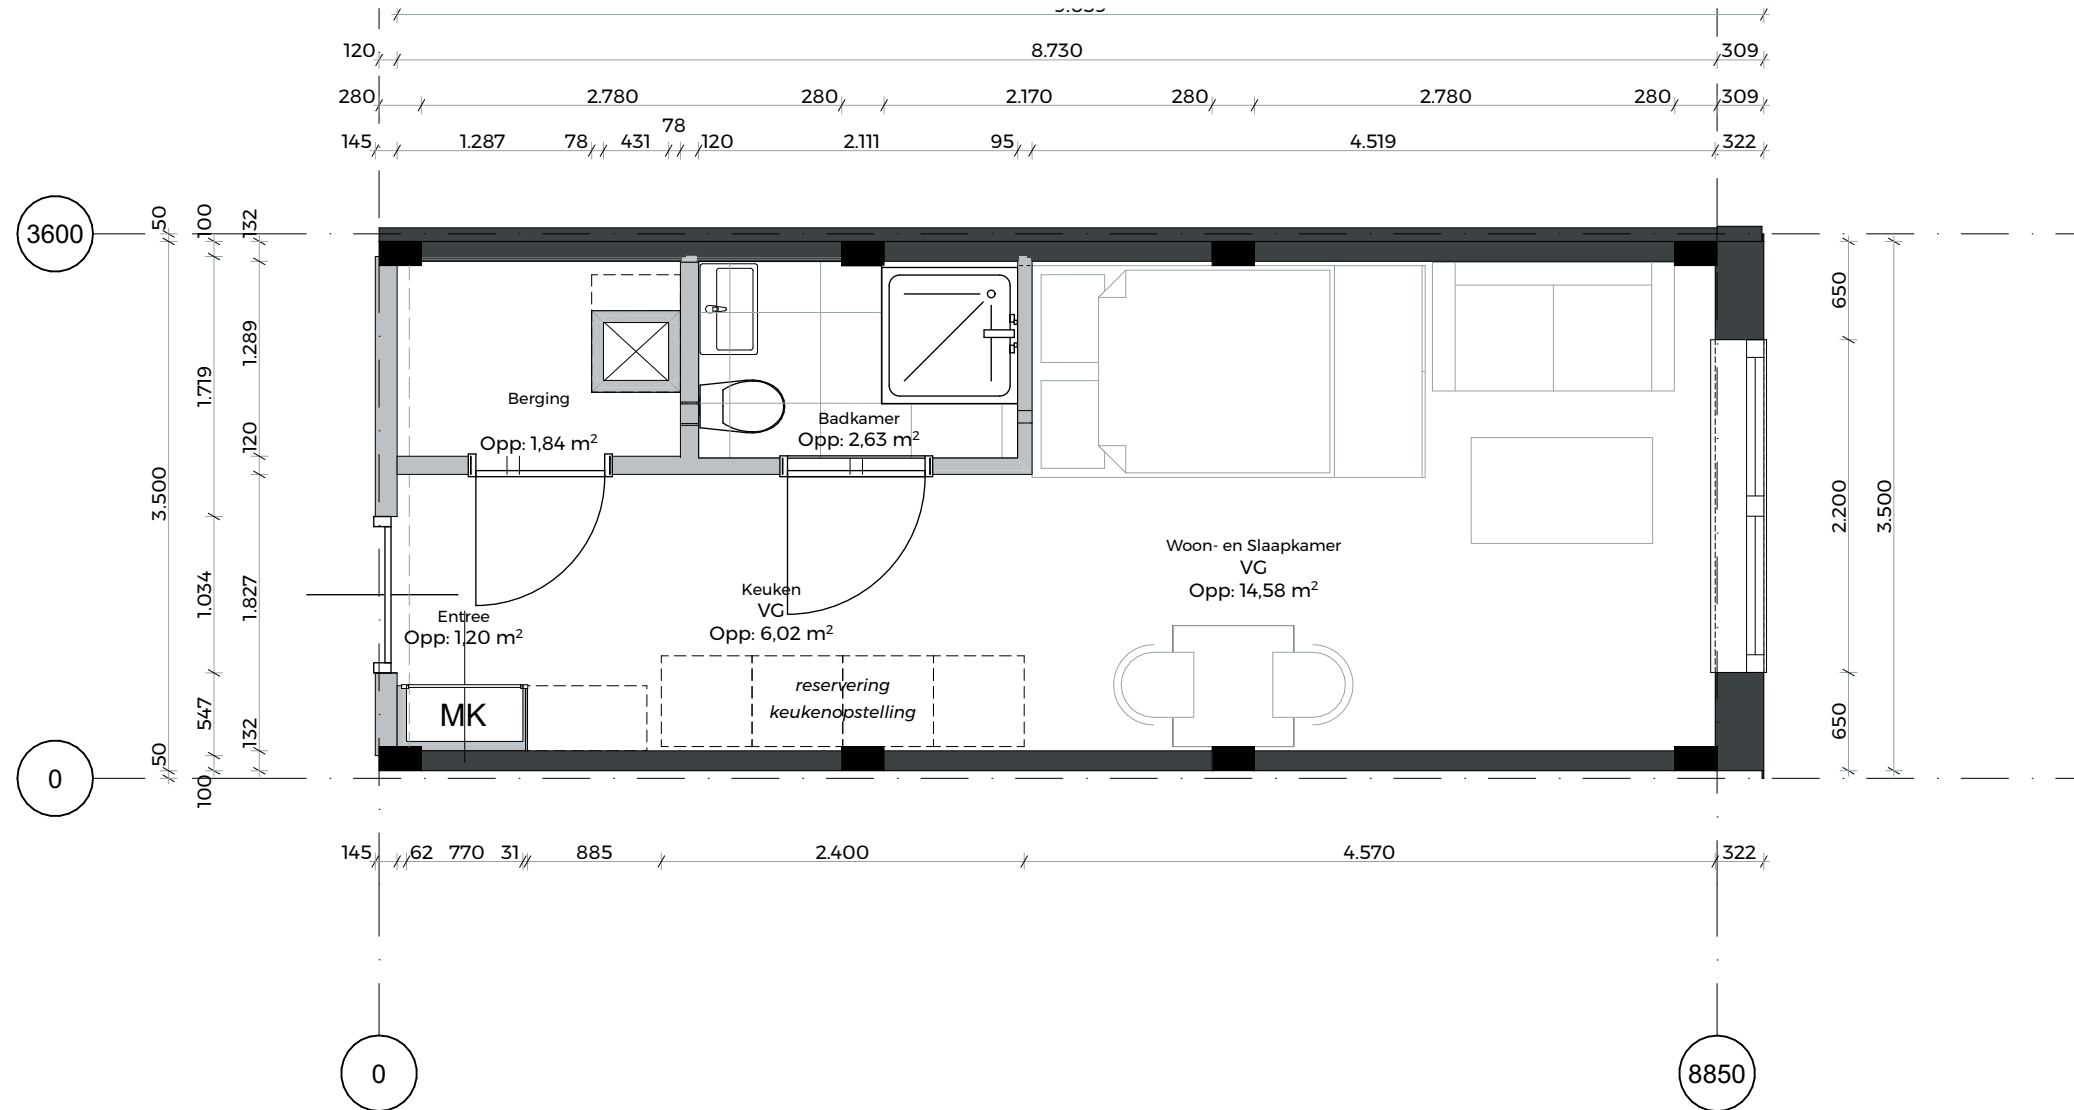 120 8.730 309
280 2.780 280 2.170 280 2.780 280 309
145 1.287 78 431 78 120 2.111 95 4.519 322
3600
50
100
132
1.289
1.719
120
3.500
1.034
1.827
547
132
50
100
0
650
2.200
3.500
650
Berging
Opp: 1,84 m²
Badkamer
Opp: 2,63 m²
Woon- en Slaapkamer
VG
Opp: 14,58 m²
Keuken
VG
Opp: 6,02 m²
Entree
Opp: 1,20 m²
reservering
keukenopstelling
MK
145 62 770 31 885 2.400 4.570 322
0
8850